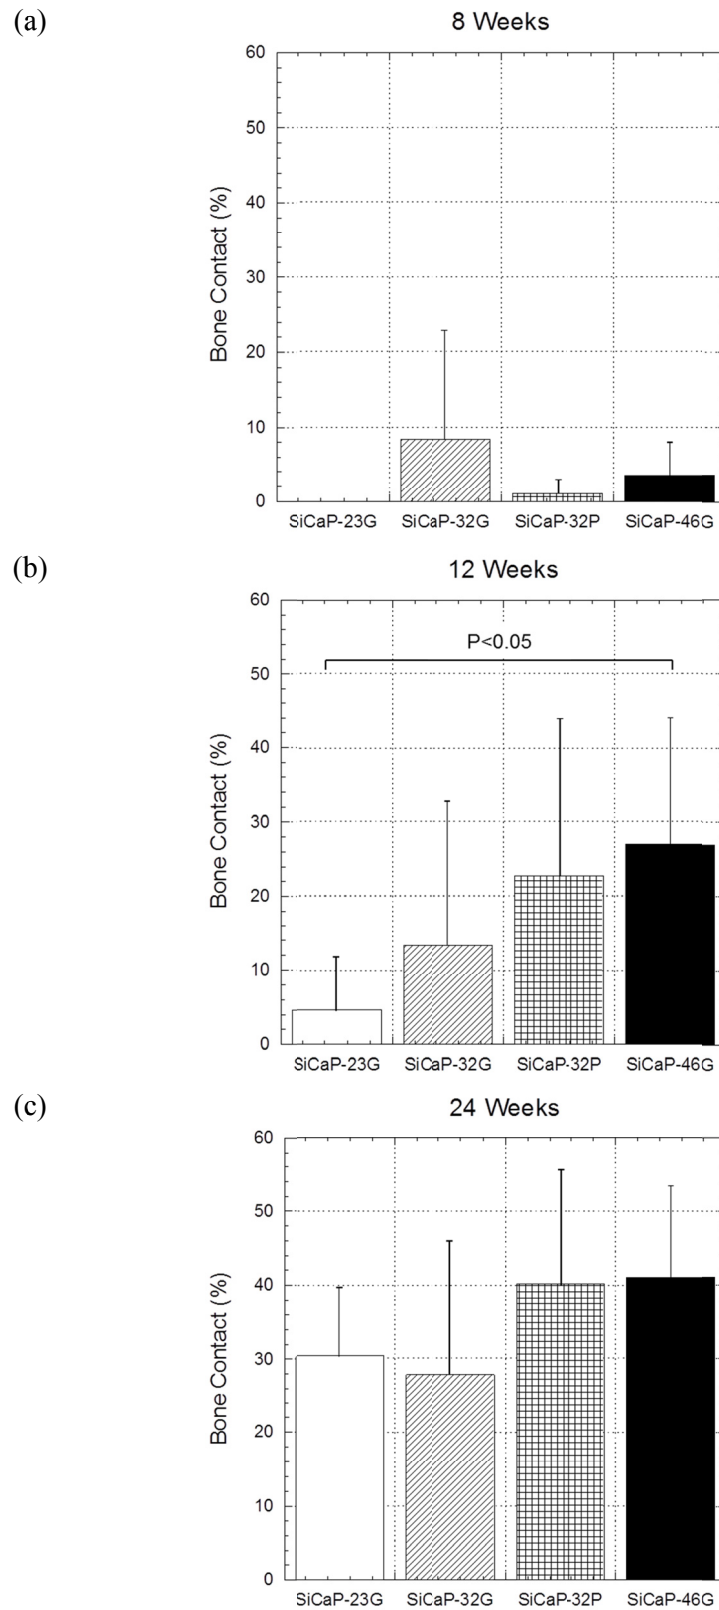 (a)
8 Weeks
60
50
40
30
20
10
0
Bone Contact (%)
SiCaP-23G SiCaP-32G SiCaP-32P SiCaP-46G
(b)
12 Weeks
P<0.05
60
50
40
30
20
10
0
Bone Contact (%)
SiCaP-23G SiCaP-32G SiCaP-32P SiCaP-46G
(c)
24 Weeks
60
50
40
30
20
10
0
Bone Contact (%)
SiCaP-23G SiCaP-32G SiCaP-32P SiCaP-46G